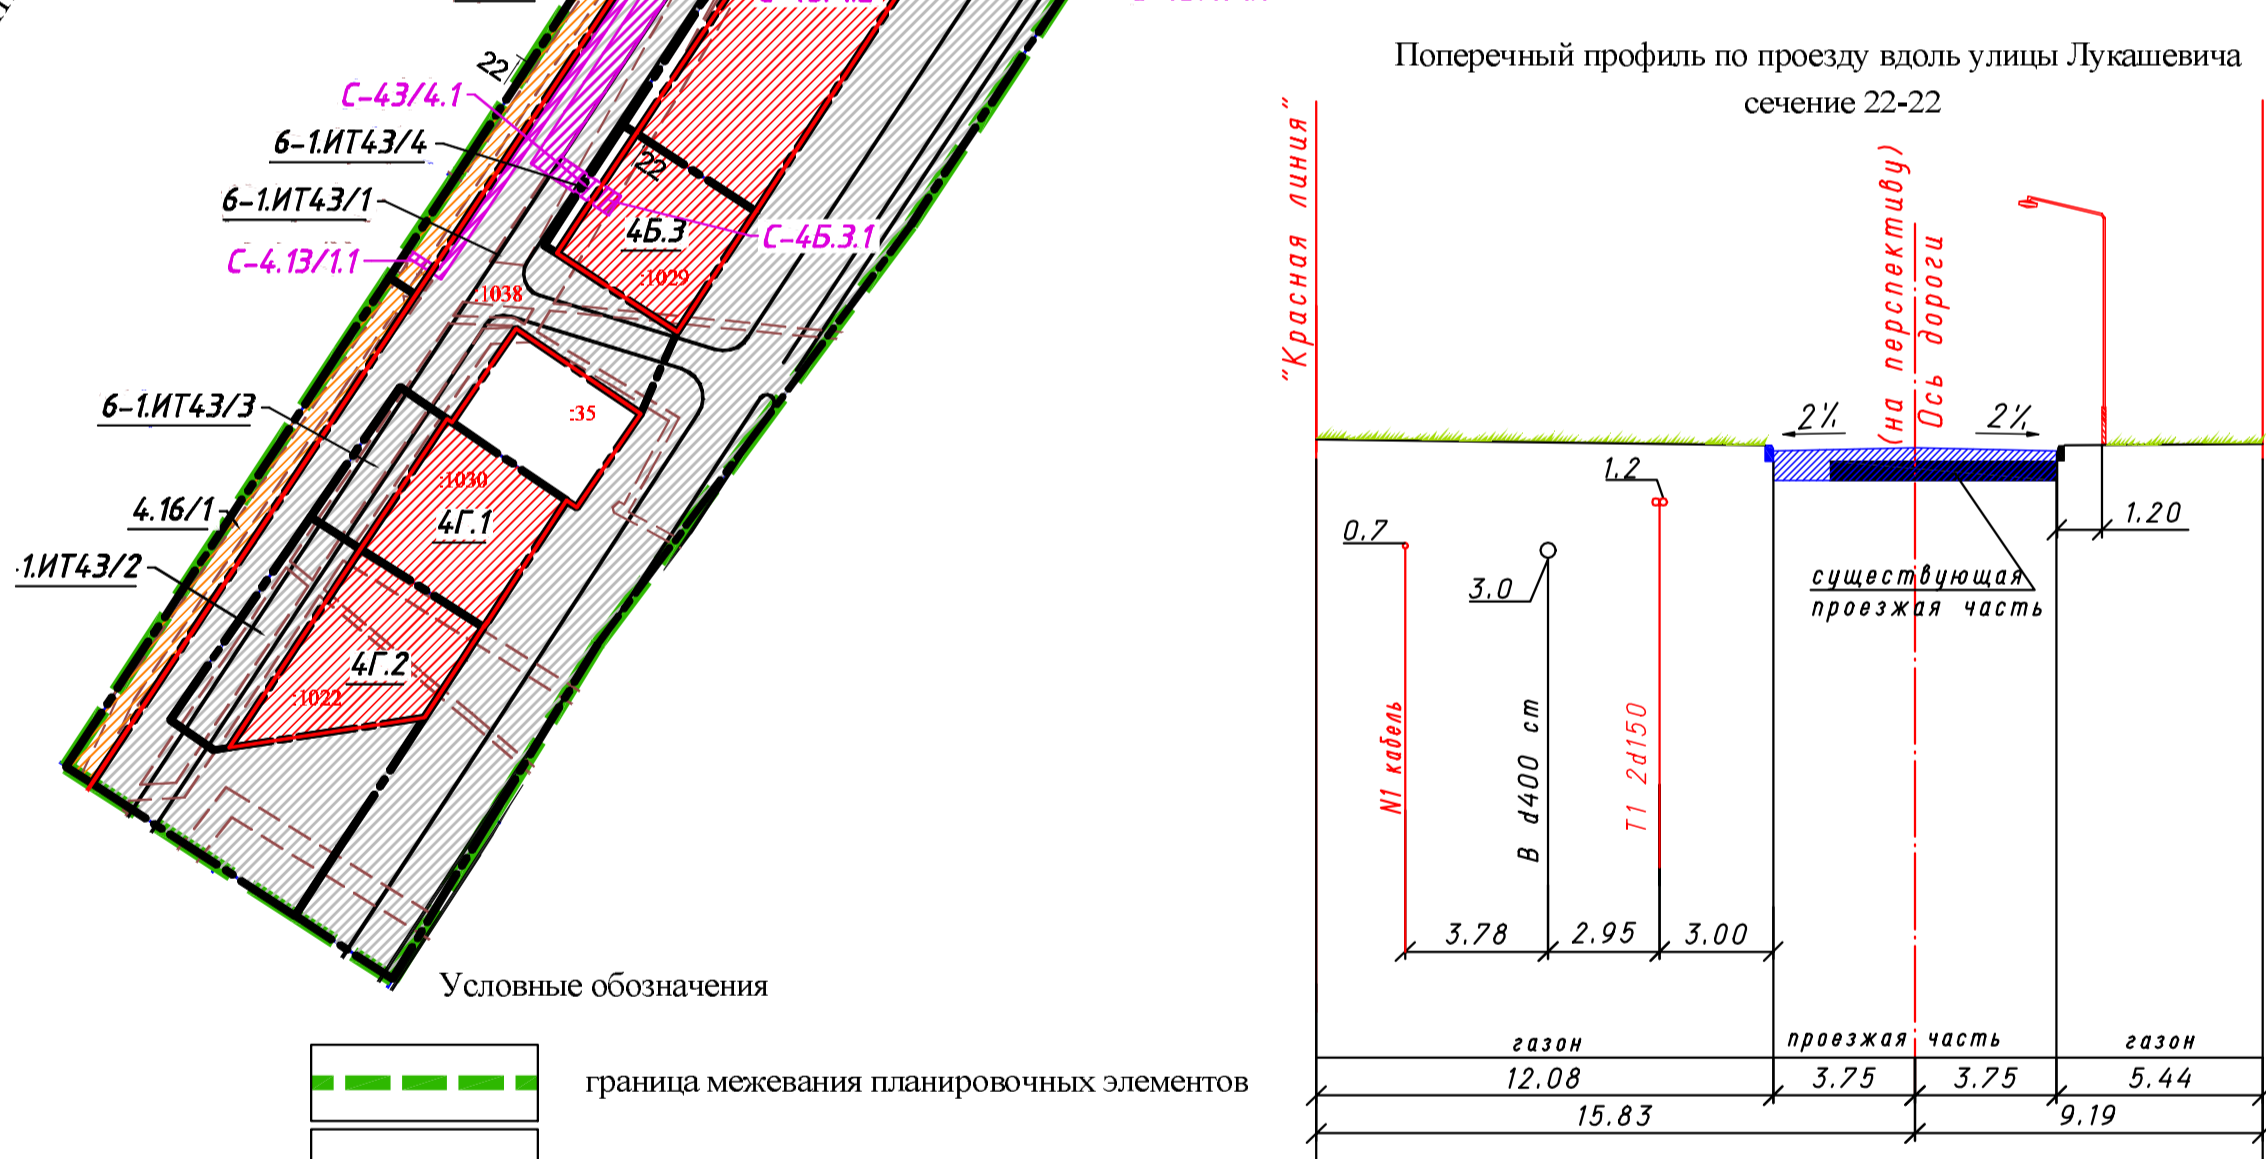 22
С-43/4.1
6-1.ИТ43/4
22
6-1.ИТ43/1
4Б.3
С-4Б.3.1
С-4.13/1.1
:1029
:1038
6-1.ИТ43/3
:35
:1030
4.16/1
4Г.1
1.ИТ43/2
4Г.2
:1022
Условные обозначения
граница межевания планировочных элементов
Поперечный профиль по проезду вдоль улицы Лукашевича
сечение 22-22
"Красная линия"
(на перспективу)
Ось дороги
2%
2%
1.2
0.7
3.0
1.20
существующая
проезжая часть
N1 кабель
В d400 ст
Т1 2d150
3.78
2.95
3.00
газон
проезжая часть
газон
12.08
3.75
3.75
5.44
15.83
9.19